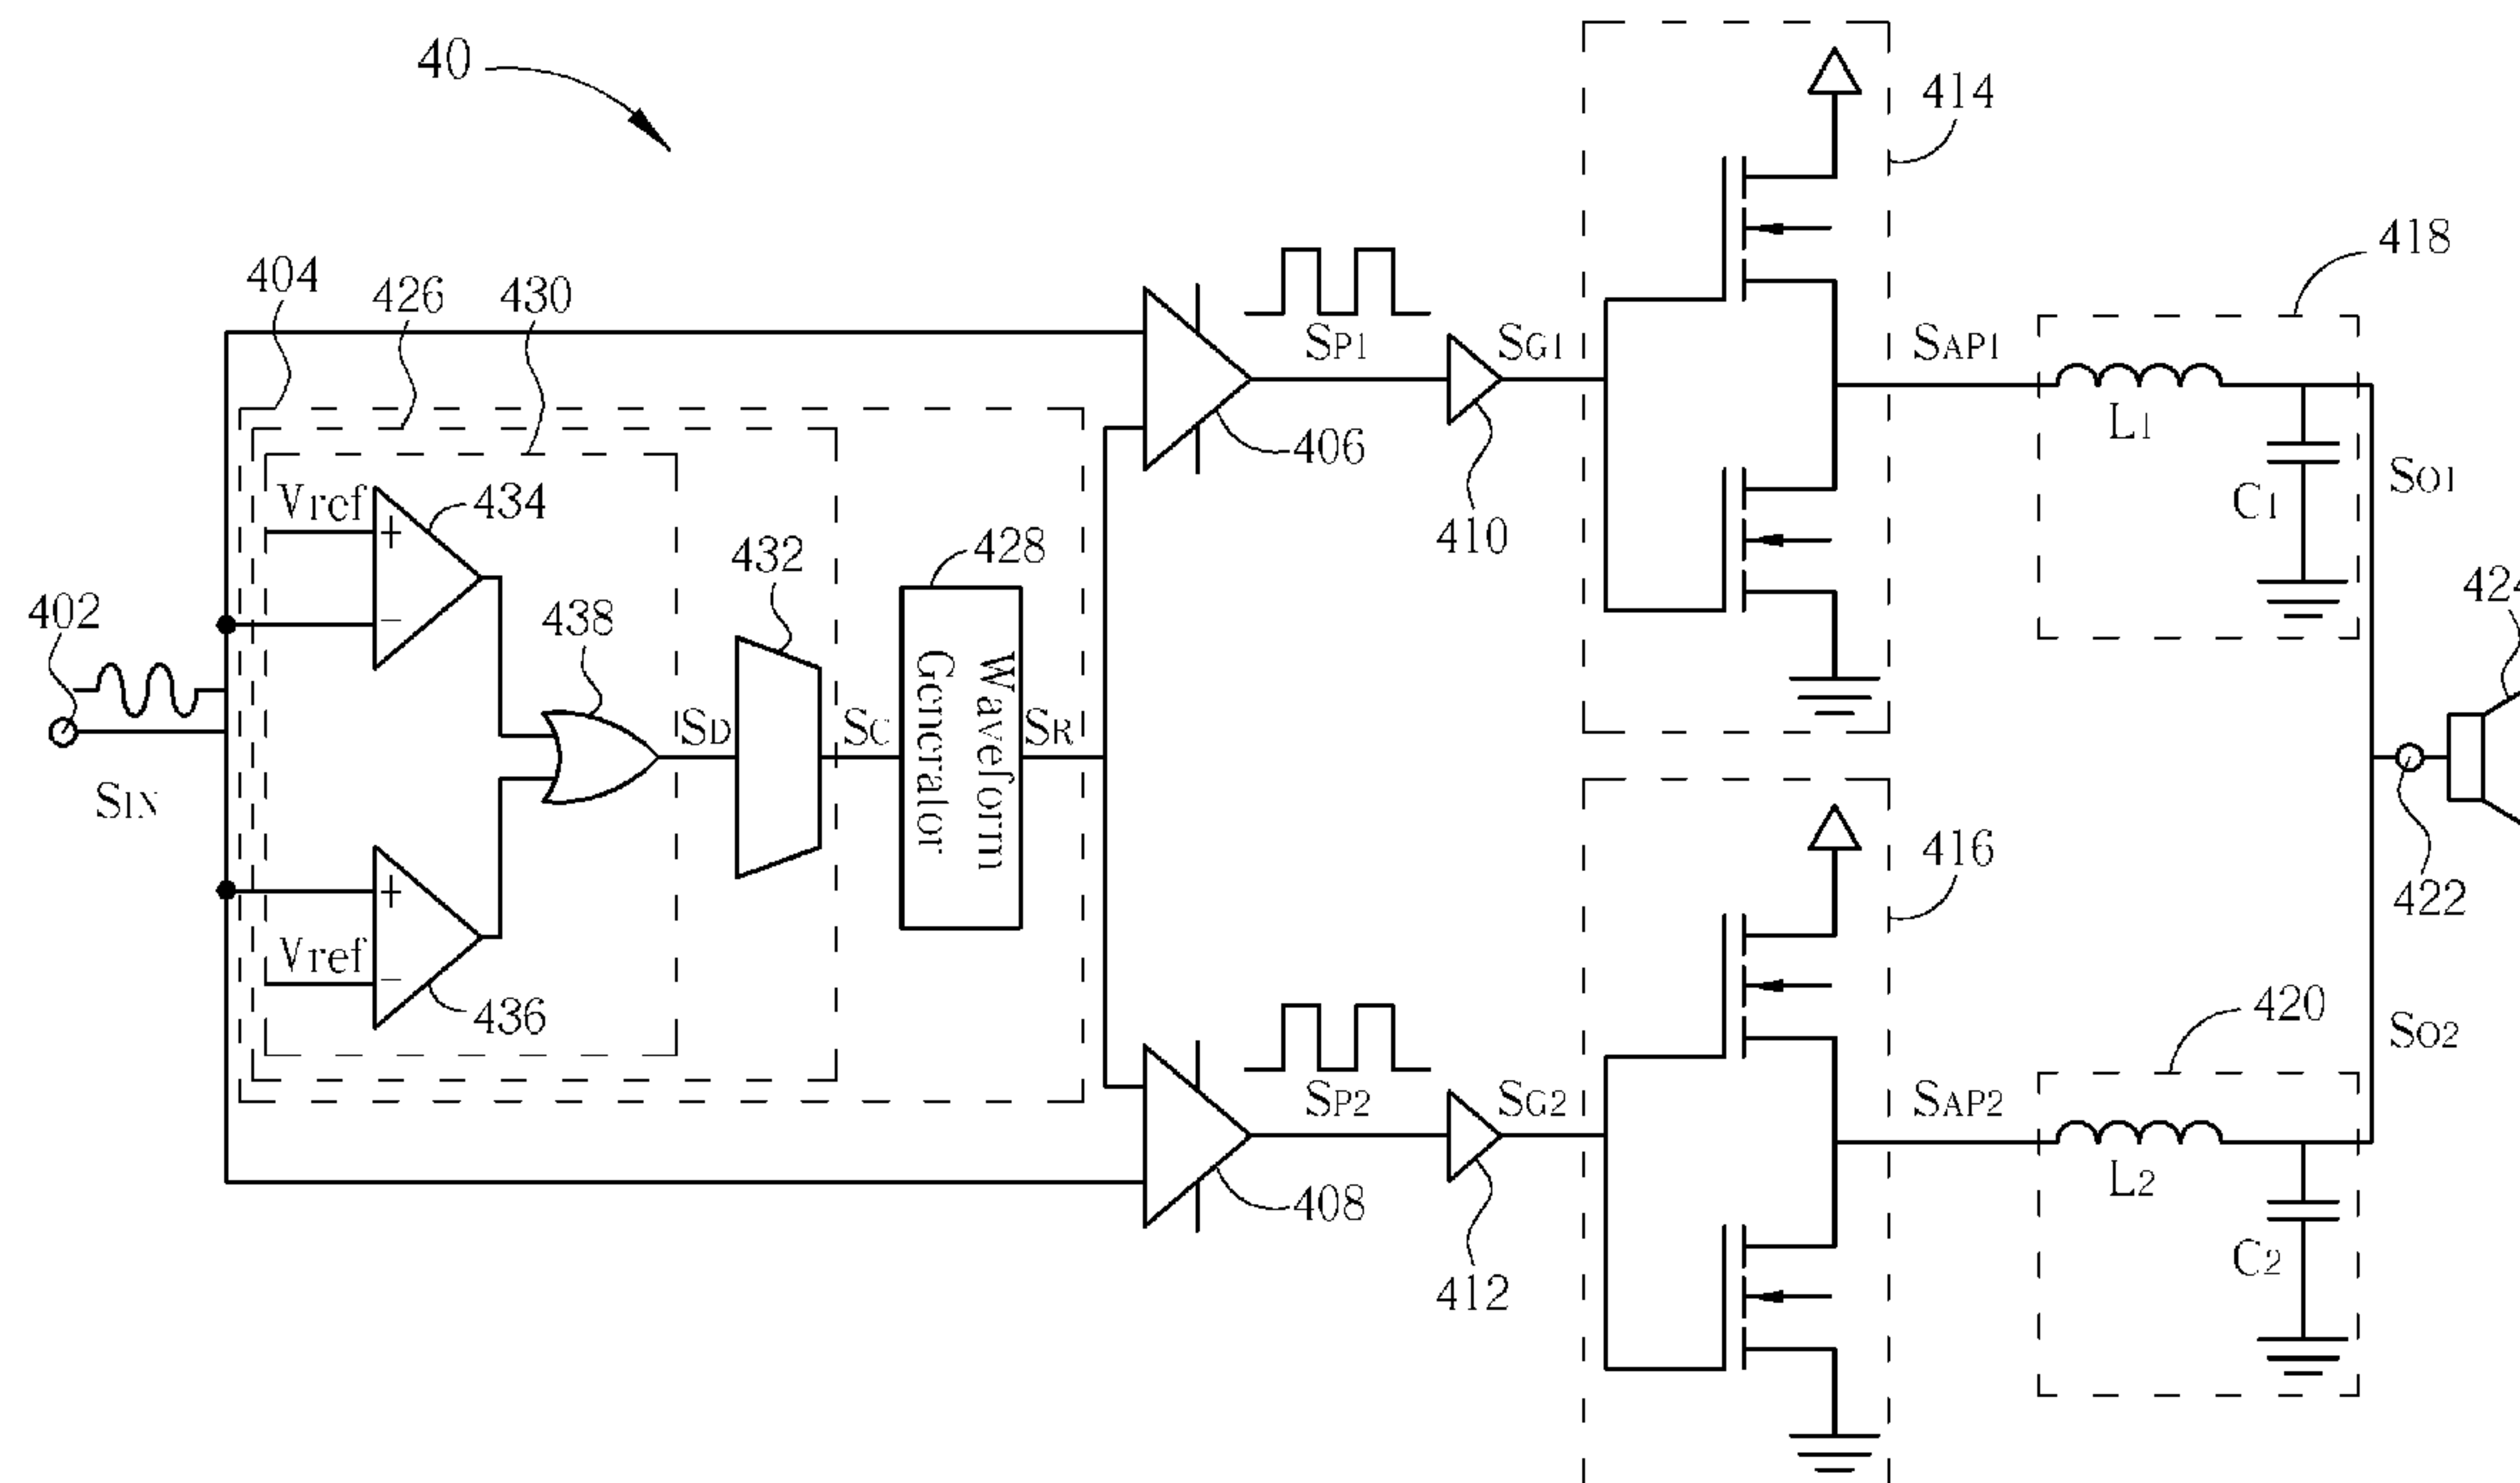 40
414
418
404
426
430
SP1
SG1
SAP1
406
L1
Vref
434
+
C1
SO1
410
432
428
402
−
438
424
SD
SC
Waveform
Generator
SR
SIN
416
422
+
Vref
−
436
420
SO2
SP2
SG2
SAP2
L2
408
C2
412